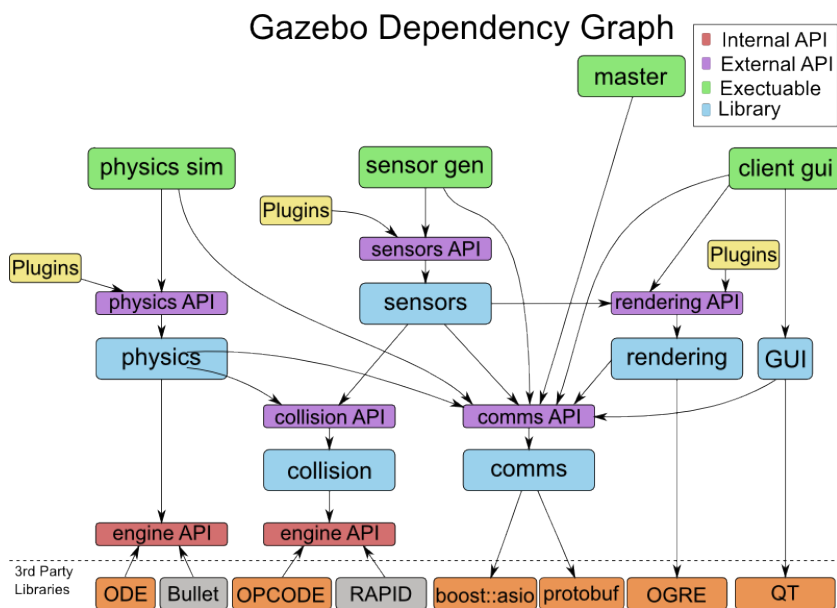 Gazebo Dependency Graph
Internal API
External API
Exectuable
Library
master
physics sim
sensor gen
client gui
Plugins
sensors API
Plugins
Plugins
physics API
sensors
rendering API
physics
rendering
GUI
collision API
comms API
collision
comms
engine API
engine API
3rd Party
Libraries
ODE
Bullet
OPCODE
RAPID
boost::asio
protobuf
OGRE
QT